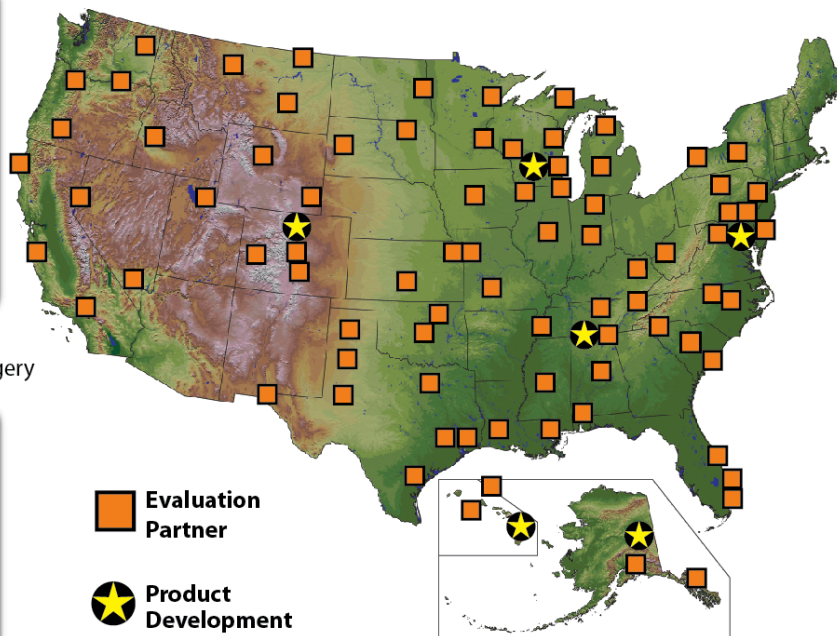 gery
Evaluation
Partner
Product
Development